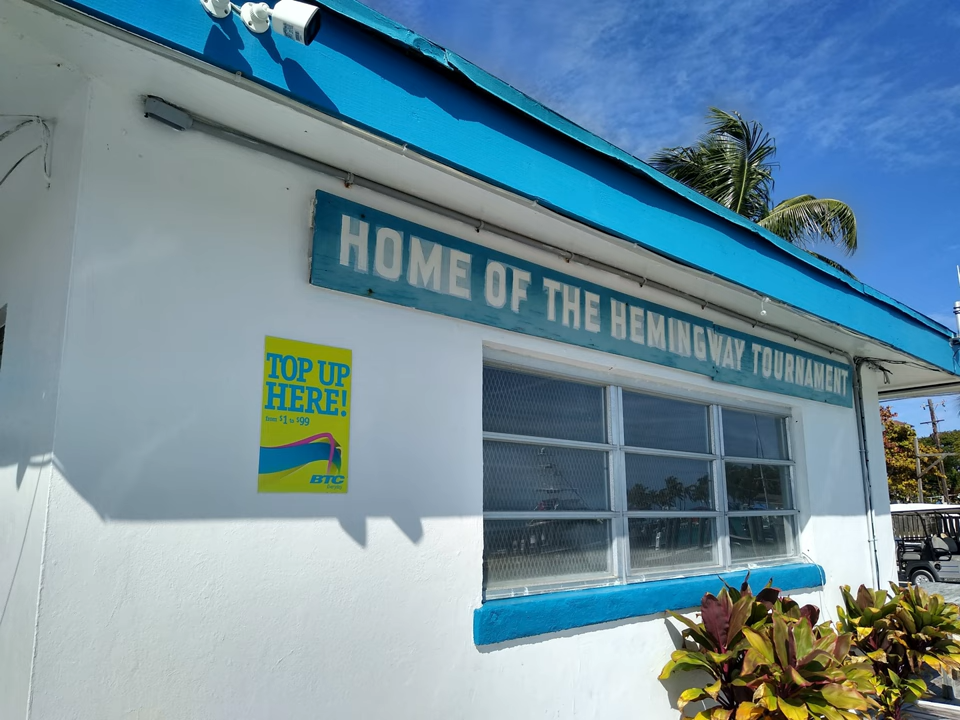 HOME OF THE HEMINGWAY TOURNAMENT
TOP UP
HERE!
from $1 to $99
BTC